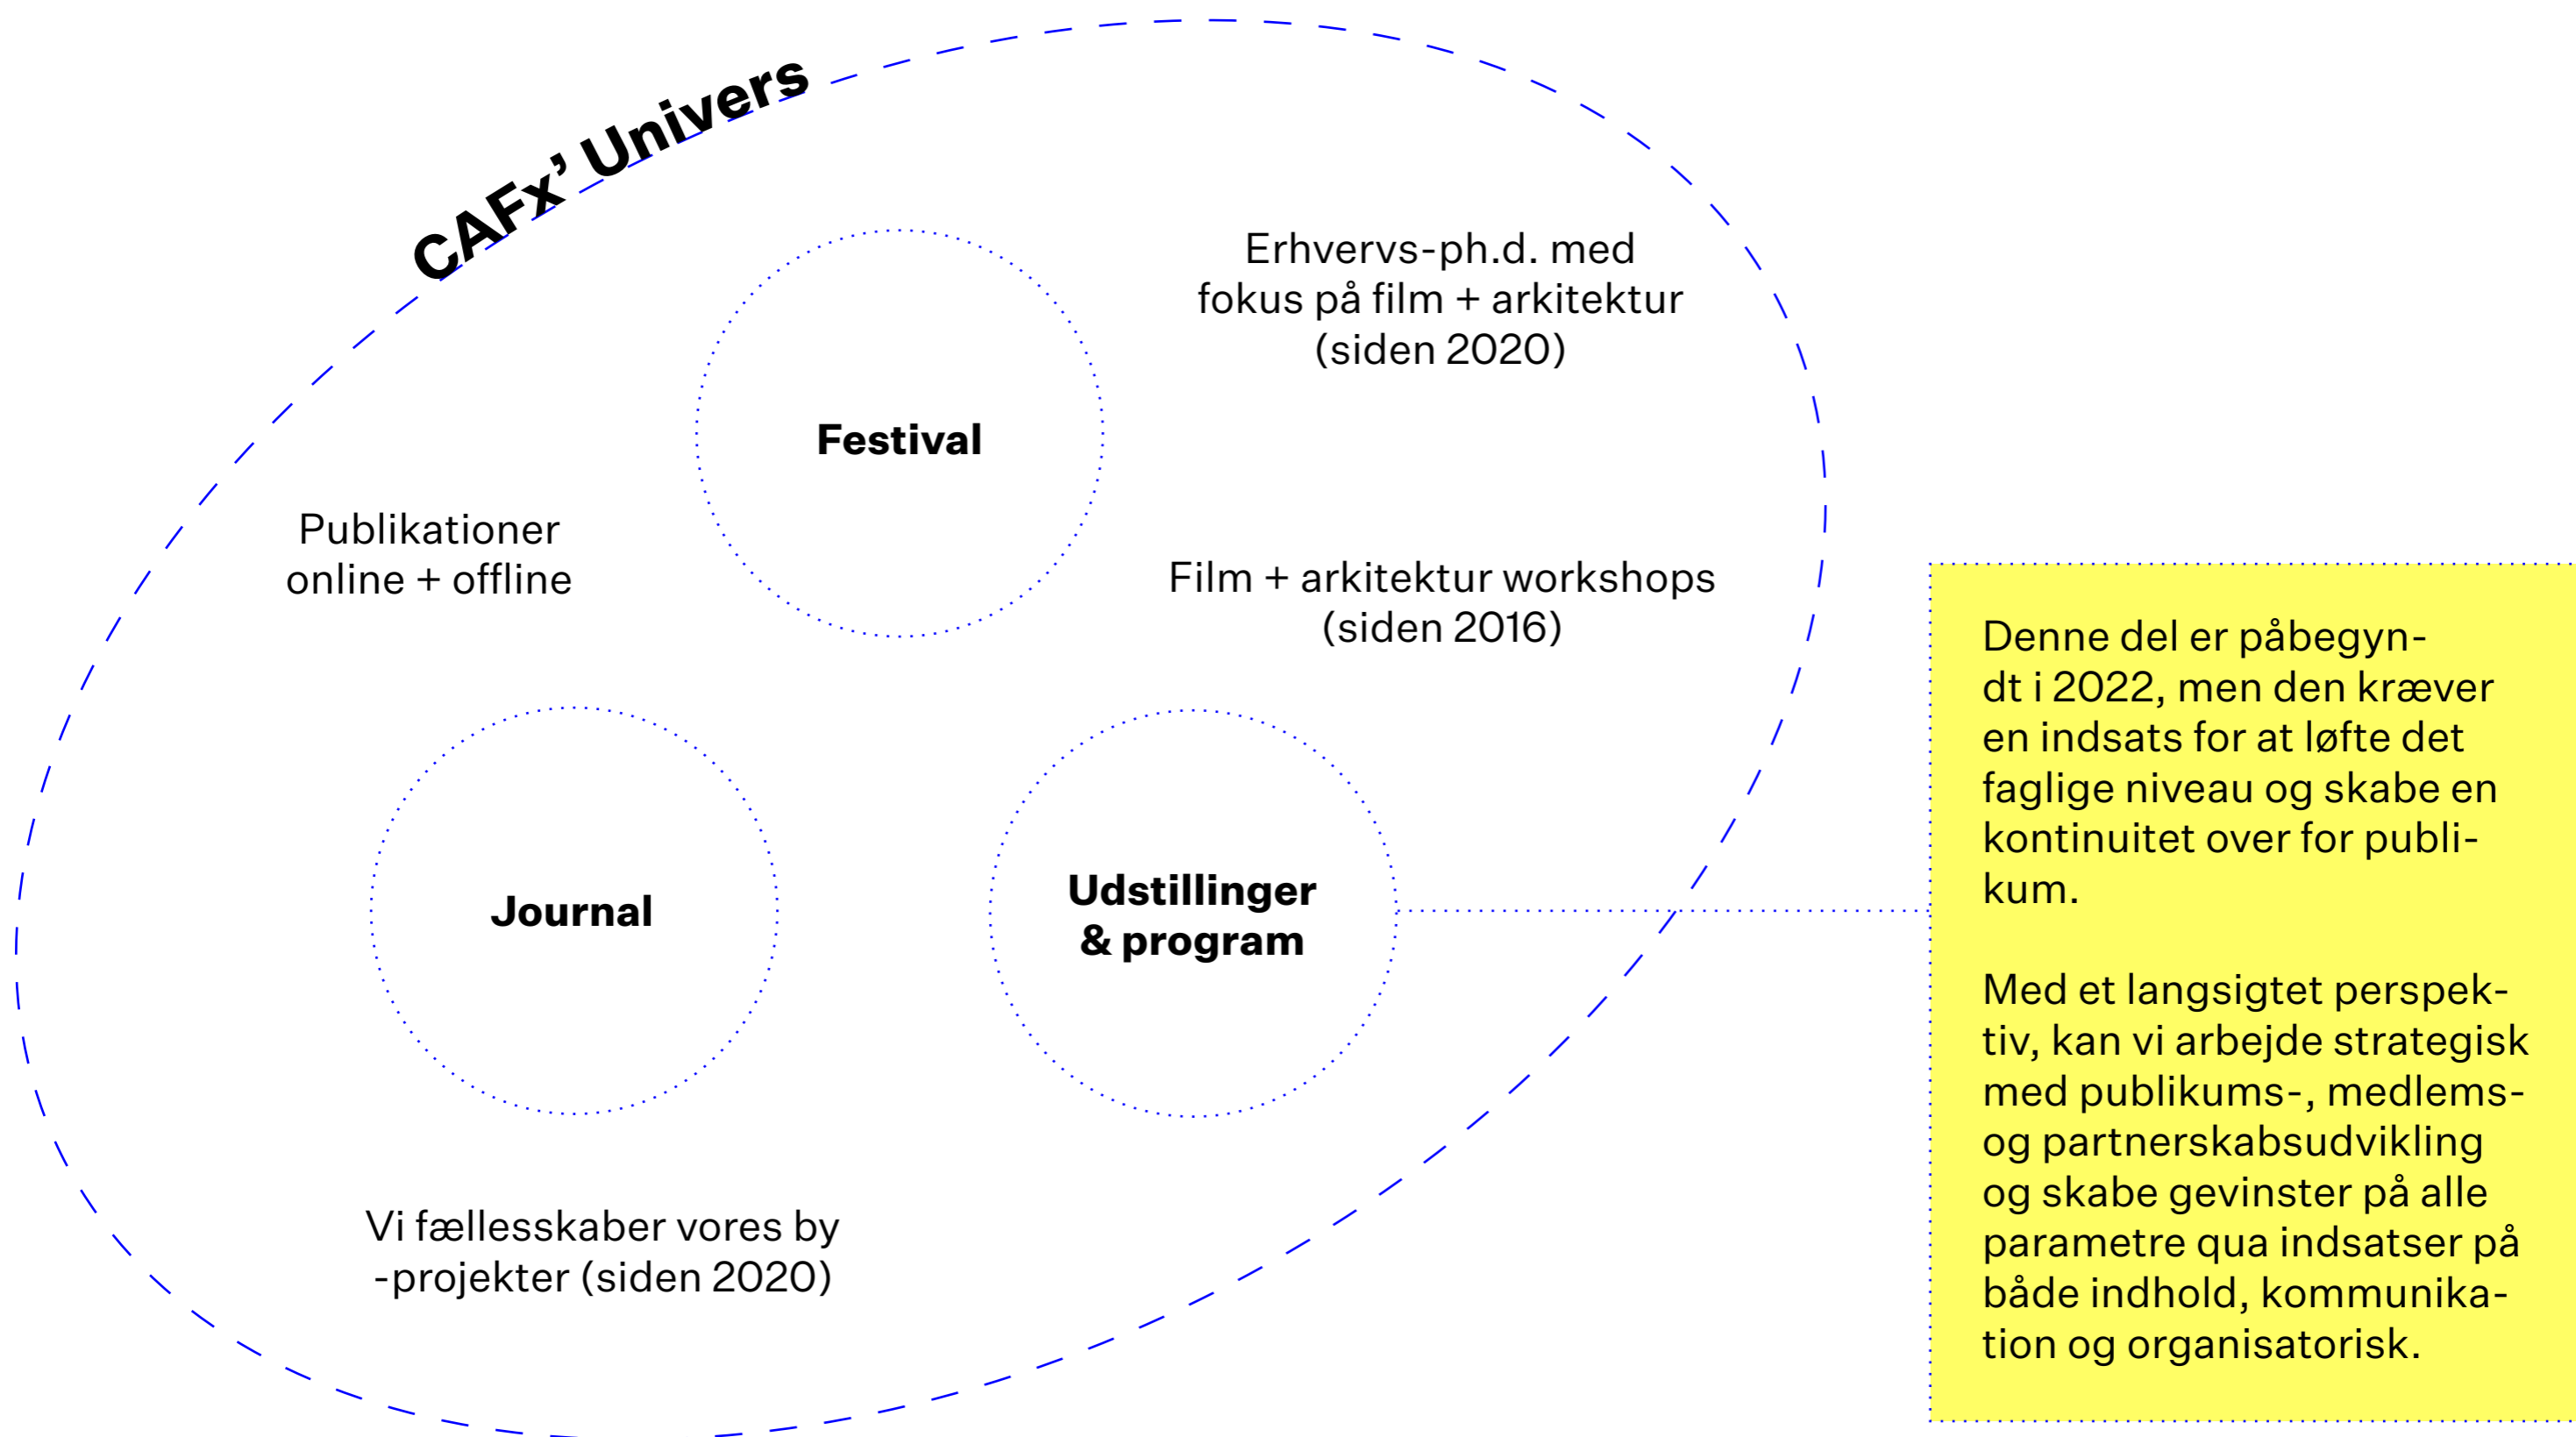 CAFx’ Univers
Erhvervs-ph.d. med
fokus på film + arkitektur
(siden 2020)
Festival
Publikationer
online + offline
Film + arkitektur workshops
(siden 2016)
Journal
Udstillinger
& program
Vi fællesskaber vores by
-projekter (siden 2020)
Denne del er påbegyn-
dt i 2022, men den kræver
en indsats for at løfte det
faglige niveau og skabe en
kontinuitet over for publi-
kum.
Med et langsigtet perspek-
tiv, kan vi arbejde strategisk
med publikums-, medlems-
og partnerskabsudvikling
og skabe gevinster på alle
parametre qua indsatser på
både indhold, kommunika-
tion og organisatorisk.